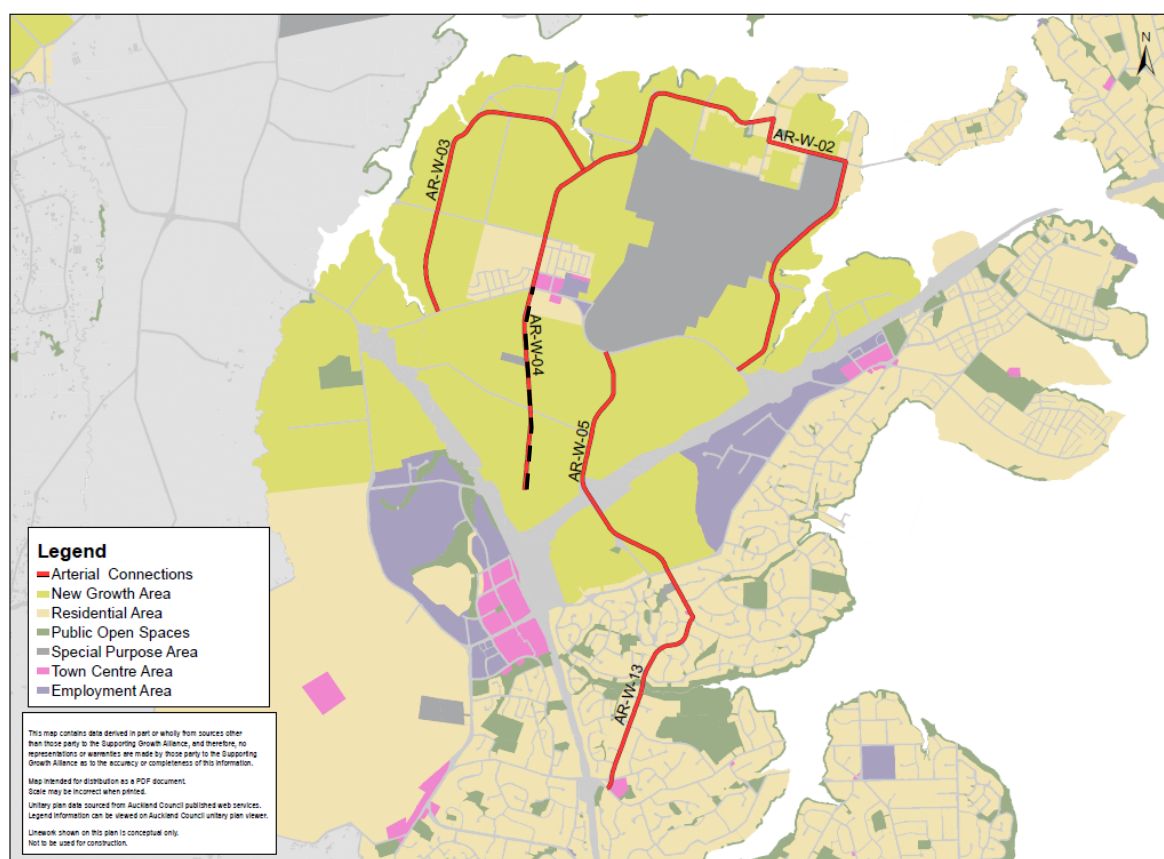 N
AR-W-03
AR-W-02
AR-W-04
AR-W-05
AR-W-13
Legend
Arterial Connections
New Growth Area
Residential Area
Public Open Spaces
Special Purpose Area
Town Centre Area
Employment Area
This map contains data derived in part or wholly from sources other
than those party to the Supporting Growth Alliance, and therefore, no
representations or warranties are made by those party to the Supporting
Growth Alliance as to the accuracy or completeness of this information.
Map intended for distribution as a PDF document.
Scale may be incorrect when printed.
Unitary plan data sourced from Auckland Council published web services.
Legend information can be viewed on Auckland Council unitary plan viewer.
Linework shown on this plan is conceptual only.
Not to be used for construction.